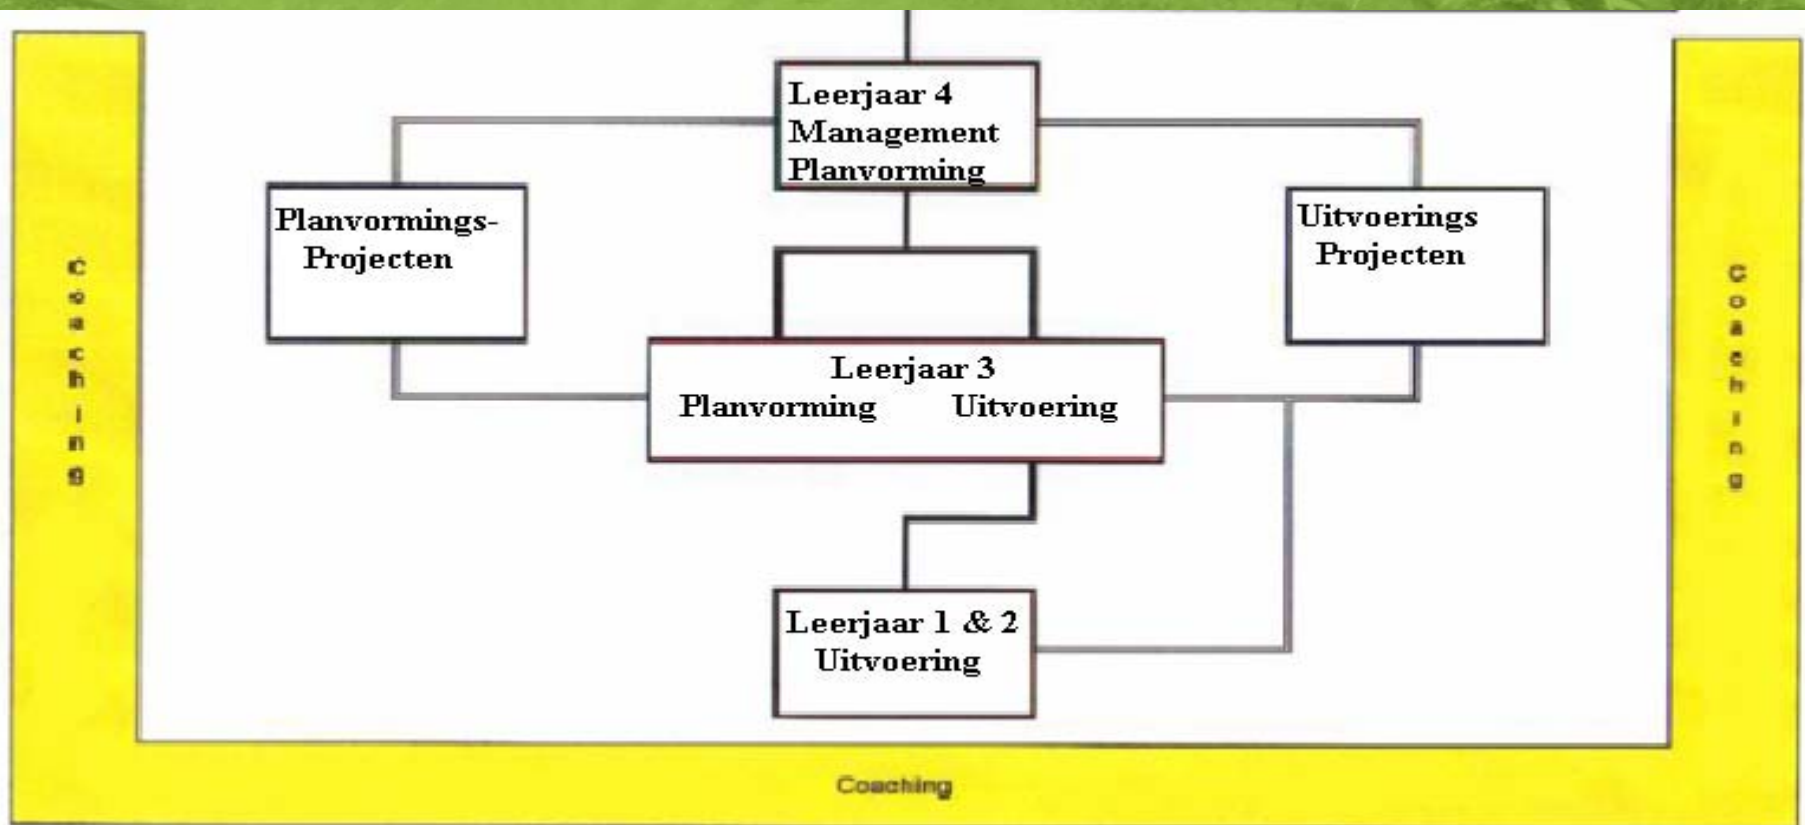 Leerjaar 4
Management
Planvorming
Planvormings-
Projecten
Uitvoerings
Projecten
Leerjaar 3
Planvorming Uitvoering
Leerjaar 1 & 2
Uitvoering
Coaching
Coaching
Coaching